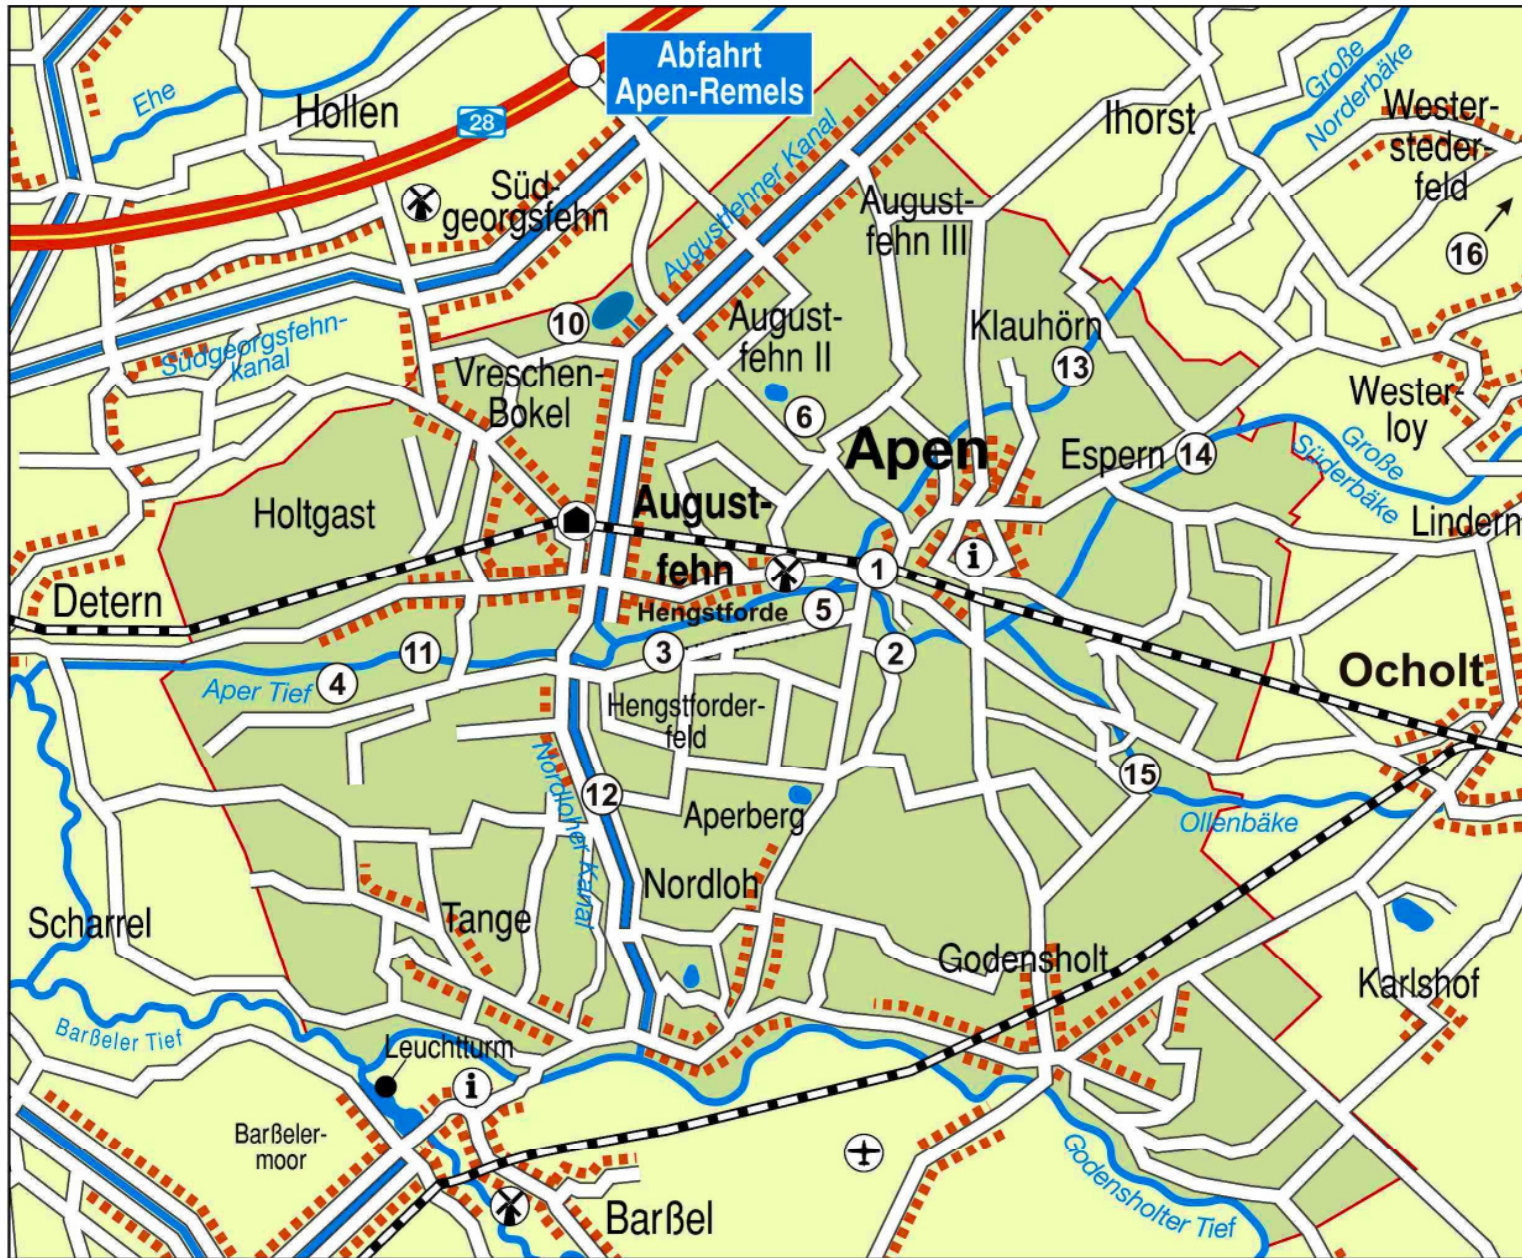 Abfahrt
Apen-Remels
28
Ehe
Hollen
Süd-
georgsfehn
Augustfehner Kanal
Ihorst
Große
Norderbäke
Wester-
stederfeld-
feld
16
August-
fehn III
10
Südgeorgsfehn-
kanal
Vreschen-
Bokel
August-
fehn II
6
Klauhörn
13
Wester-
loy
Apen
Espern
14
Große
Süderbäke
Lindern
Holtgast
August-
fehn
Hengstforde
1
i
Detern
5
11
3
2
4
Aper Tief
Ocholt
Hengstforder-
feld
Nordloher Kanal
12
15
Aperberg
Ollenbäke
Nordloh
Scharrel
Tange
Godensholt
Karlshof
Barßeler Tief
Leuchtturm
i
Barßeler-
moor
Godensholter Tief
Barßel